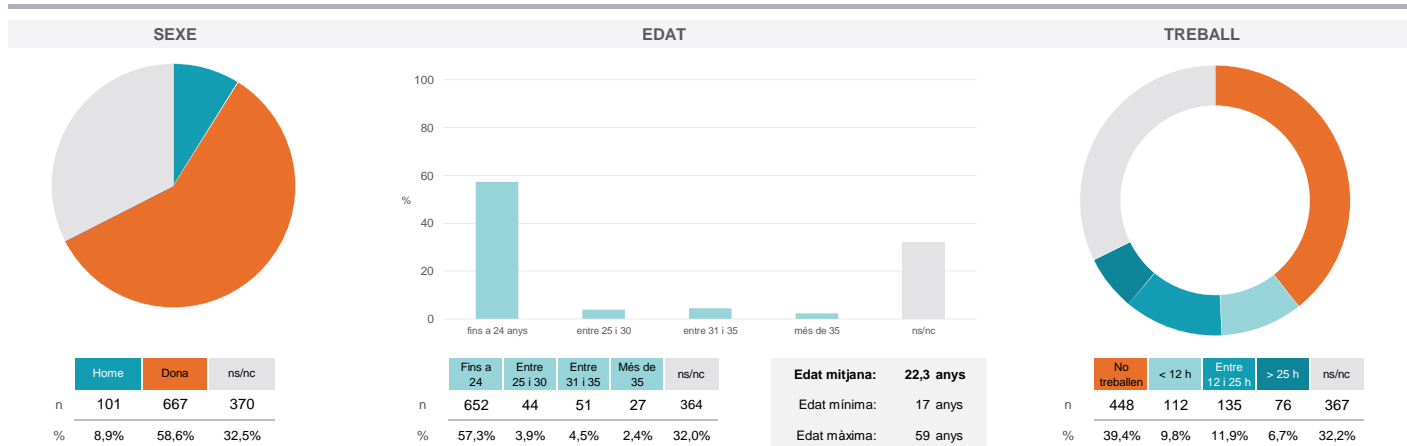 SEXE
EDAT
TREBALL
100
80
60
%
40
20
0
fins a 24 anys
entre 25 i 30
entre 31 i 35
més de 35
ns/nc
Home Dona ns/nc
n 101 667 370
% 8,9% 58,6% 32,5%
Fins a 24 Entre 25 i 30 Entre 31 i 35 Més de 35 ns/nc
n 652 44 51 27 364
% 57,3% 3,9% 4,5% 2,4% 32,0%
Edat mitjana: 22,3 anys
Edat mínima: 17 anys
Edat màxima: 59 anys
No treballen < 12 h Entre 12 i 25 h > 25 h ns/nc
n 448 112 135 76 367
% 39,4% 9,8% 11,9% 6,7% 32,2%